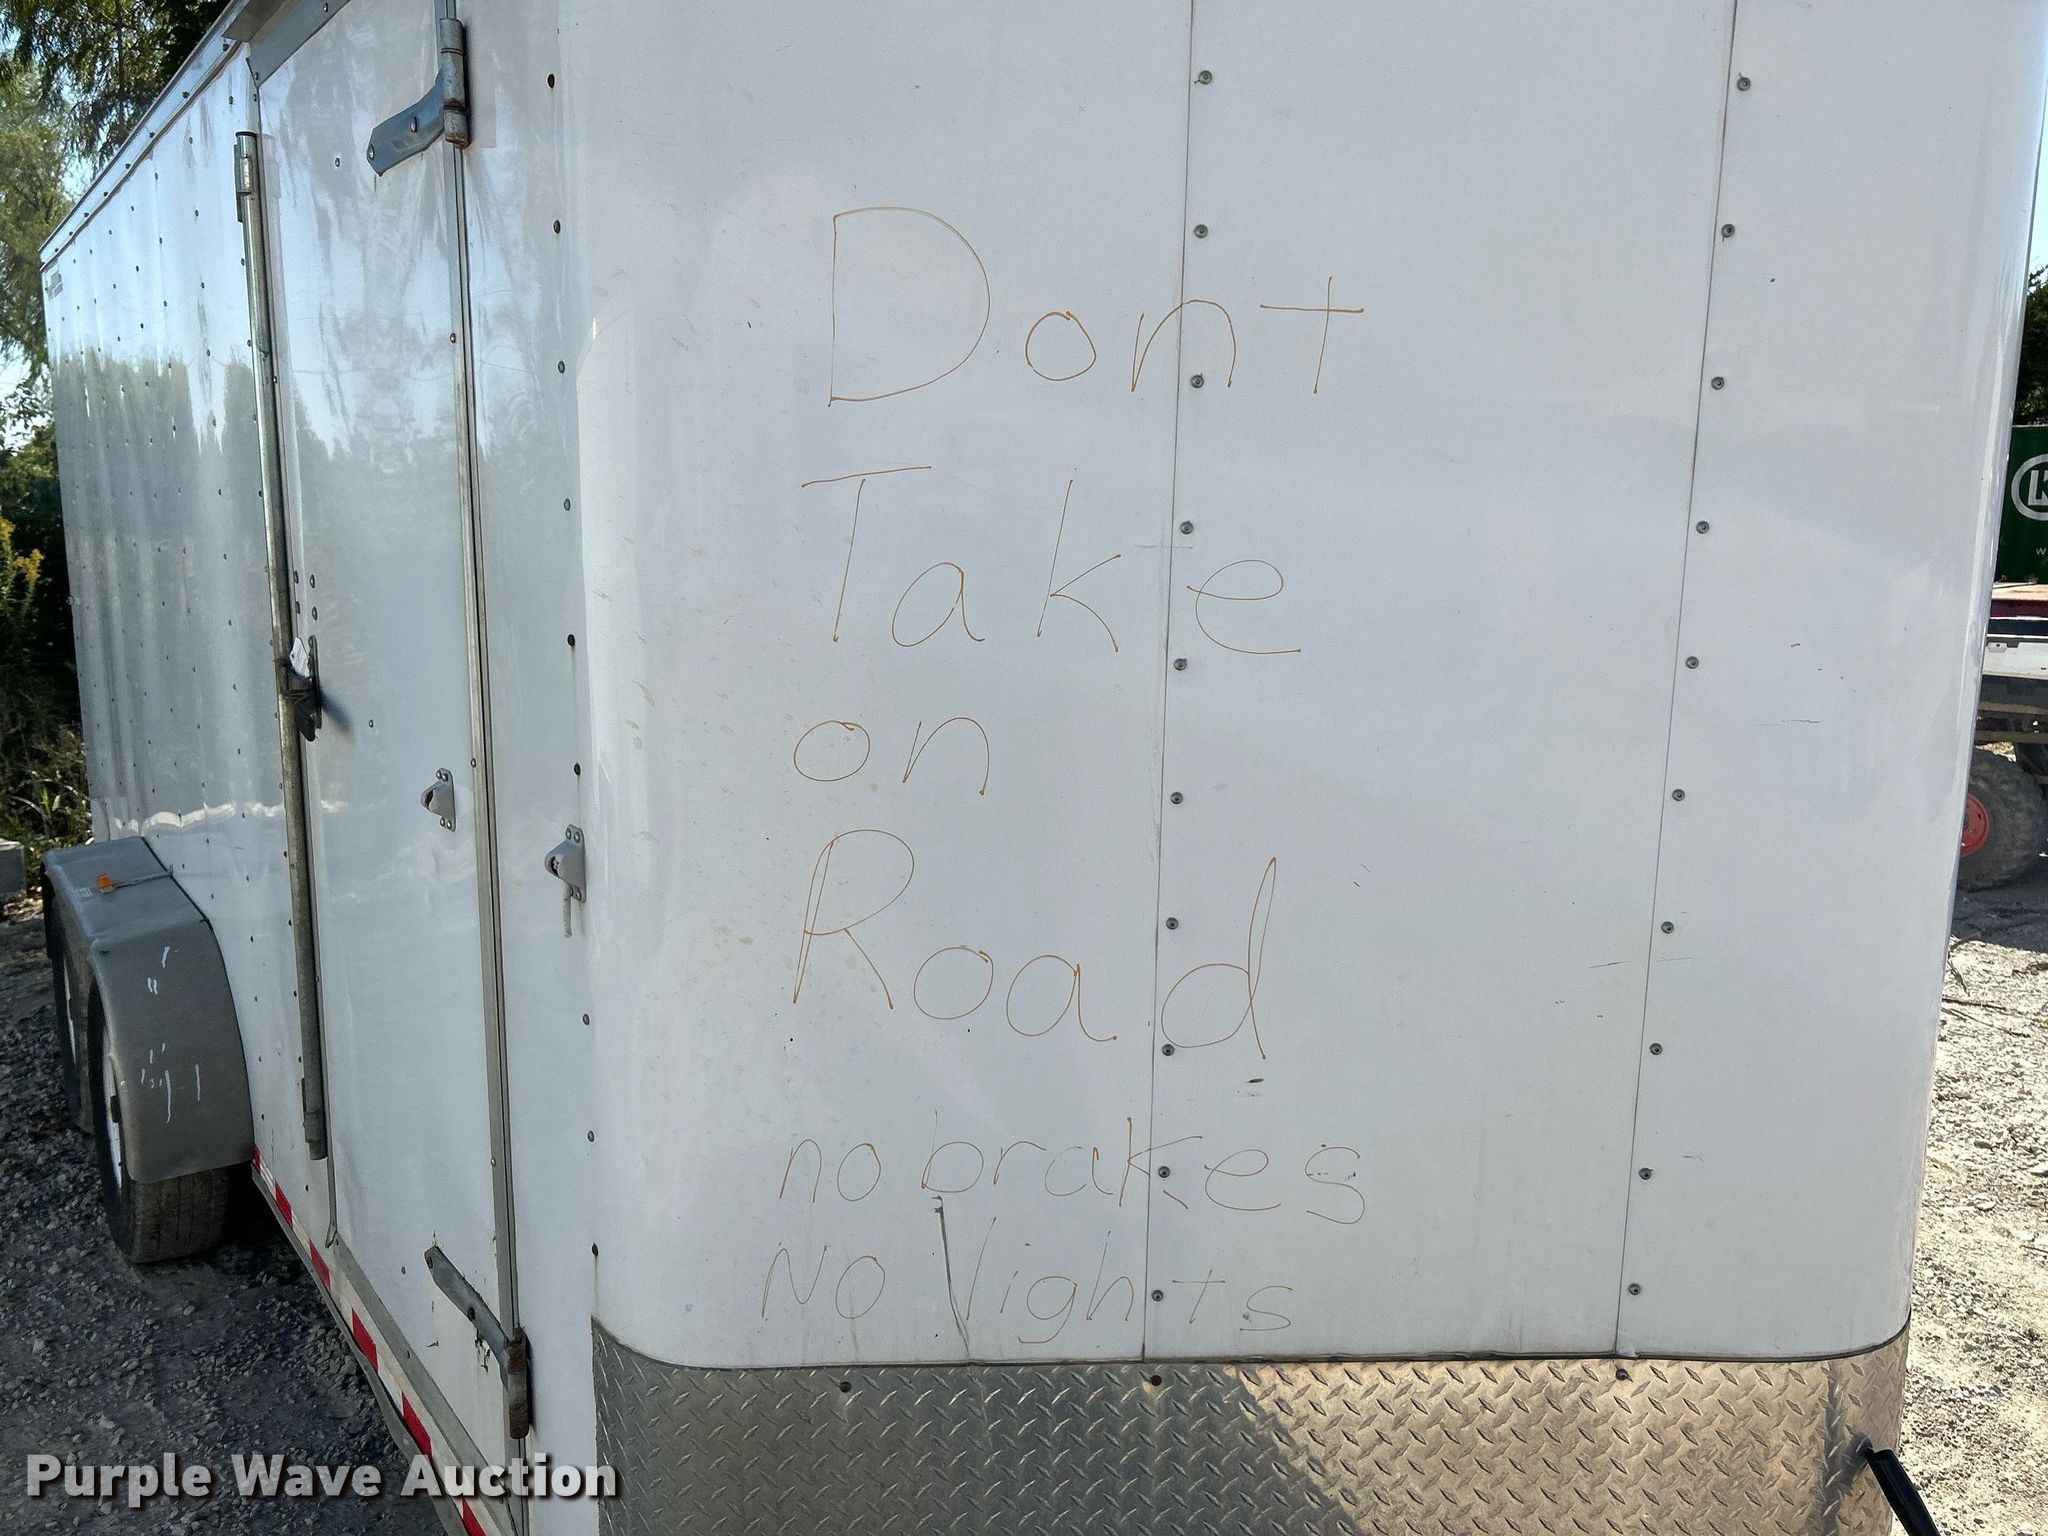 Dont
Take
on
Road
no brakes
No lights
Purple Wave Auction